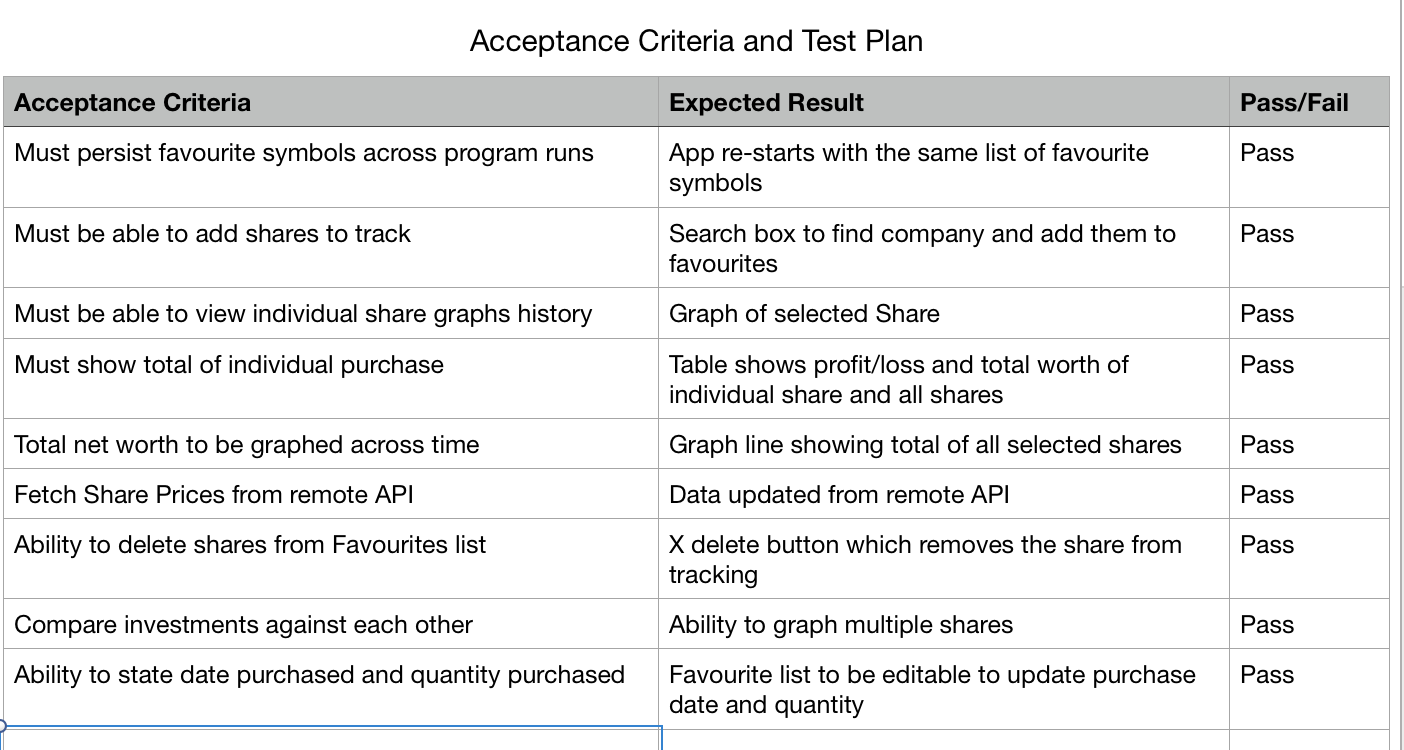 Acceptance Criteria and Test Plan
Acceptance Criteria Expected Result Pass/Fail
Must persist favourite symbols across program runs App re-starts with the same list of favourite Pass
symbols
Must be able to add shares to track Search box to find company and add them to Pass
favourites
Must be able to view individual share graphs history Graph of selected Share Pass
Must show total of individual purchase Table shows profit/loss and total worth of Pass
individual share and all shares
Total net worth to be graphed across time Graph line showing total of all selected shares Pass
Fetch Share Prices from remote API Data updated from remote API Pass
Ability to delete shares from Favourites list X delete button which removes the share from Pass
tracking
Compare investments against each other Ability to graph multiple shares Pass
Ability to state date purchased and quantity purchased Favourite list to be editable to update purchase Pass
date and quantity